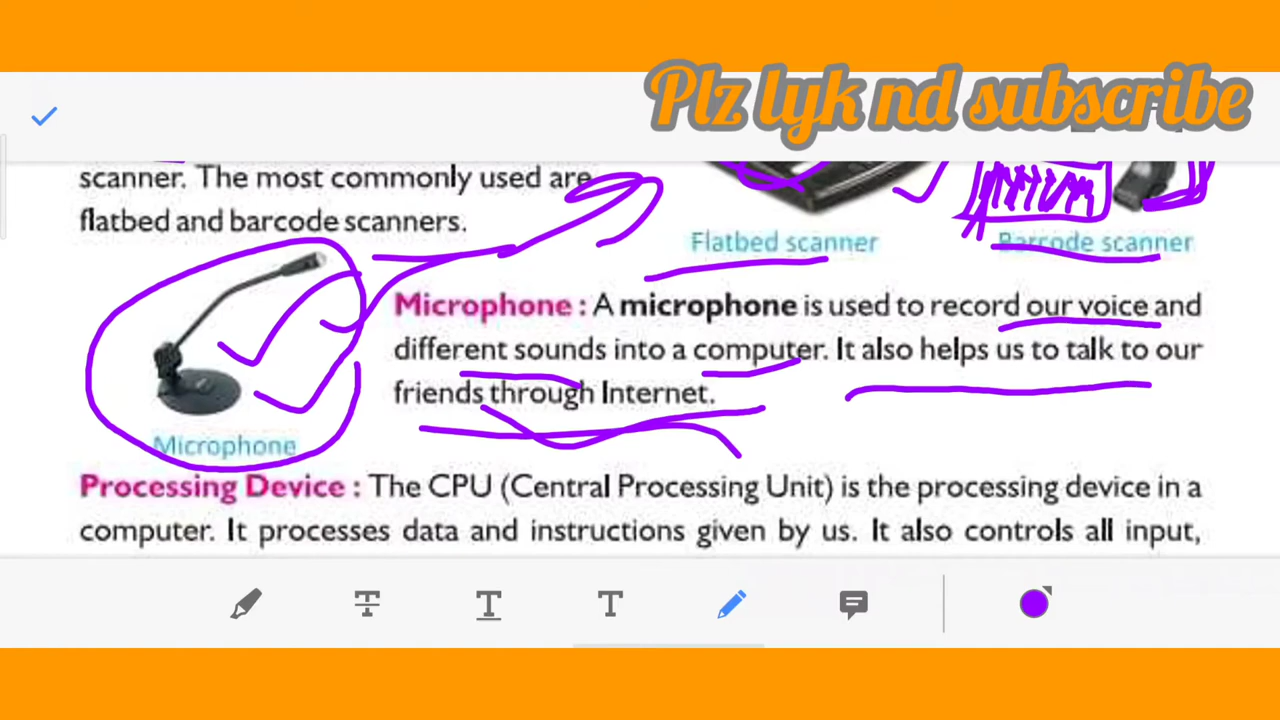 Plz lyk nd subscribe
scanner. The most commonly used are
flatbed and barcode scanners.
Flatbed scanner
Barcode scanner
Microphone : A microphone is used to record our voice and
different sounds into a computer. It also helps us to talk to our
friends through Internet.
Microphone
Processing Device : The CPU (Central Processing Unit) is the processing device in a
computer. It processes data and instructions given by us. It also controls all input,